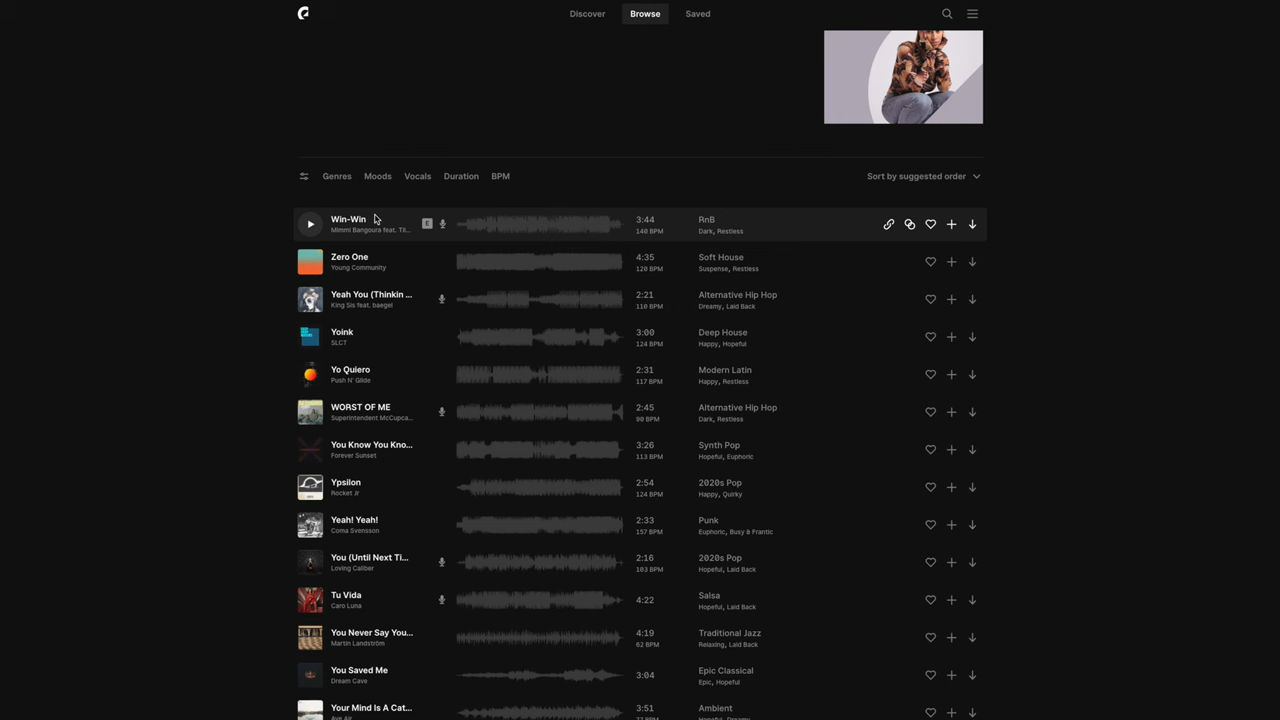 Discover Browse Saved
Genres Moods Vocals Duration BPM Sort by suggested order
Win-Win E 3:44 RnB
Mimmi Bangoura feat. Til... 140 BPM Dark, Restless
Zero One 4:35 Soft House
Young Community 120 BPM Suspense, Restless
Yeah You (Thinkin ... 2:21 Alternative Hip Hop
King Sis feat. baegel 110 BPM Dreamy, Laid Back
Yoink 3:00 Deep House
SLCT 124 BPM Happy, Hopeful
Yo Quiero 2:31 Modern Latin
Push N' Glide 117 BPM Happy, Restless
WORST OF ME 2:45 Alternative Hip Hop
Superintendent McCupca... 90 BPM Dark, Restless
You Know You Kno... 3:26 Synth Pop
Forever Sunset 113 BPM Hopeful, Euphoric
Ypsilon 2:54 2020s Pop
Rocket Jr 124 BPM Happy, Quirky
Yeah! Yeah! 2:33 Punk
Coma Svensson 157 BPM Euphoric, Busy & Frantic
You (Until Next Ti... 2:16 2020s Pop
Loving Caliber 103 BPM Hopeful, Laid Back
Tu Vida 4:22 Salsa
Caro Luna Hopeful, Laid Back
You Never Say You... 4:19 Traditional Jazz
Martin Landström 62 BPM Relaxing, Laid Back
You Saved Me 3:04 Epic Classical
Dream Cave Epic, Hopeful
Your Mind Is A Cat... 3:51 Ambient